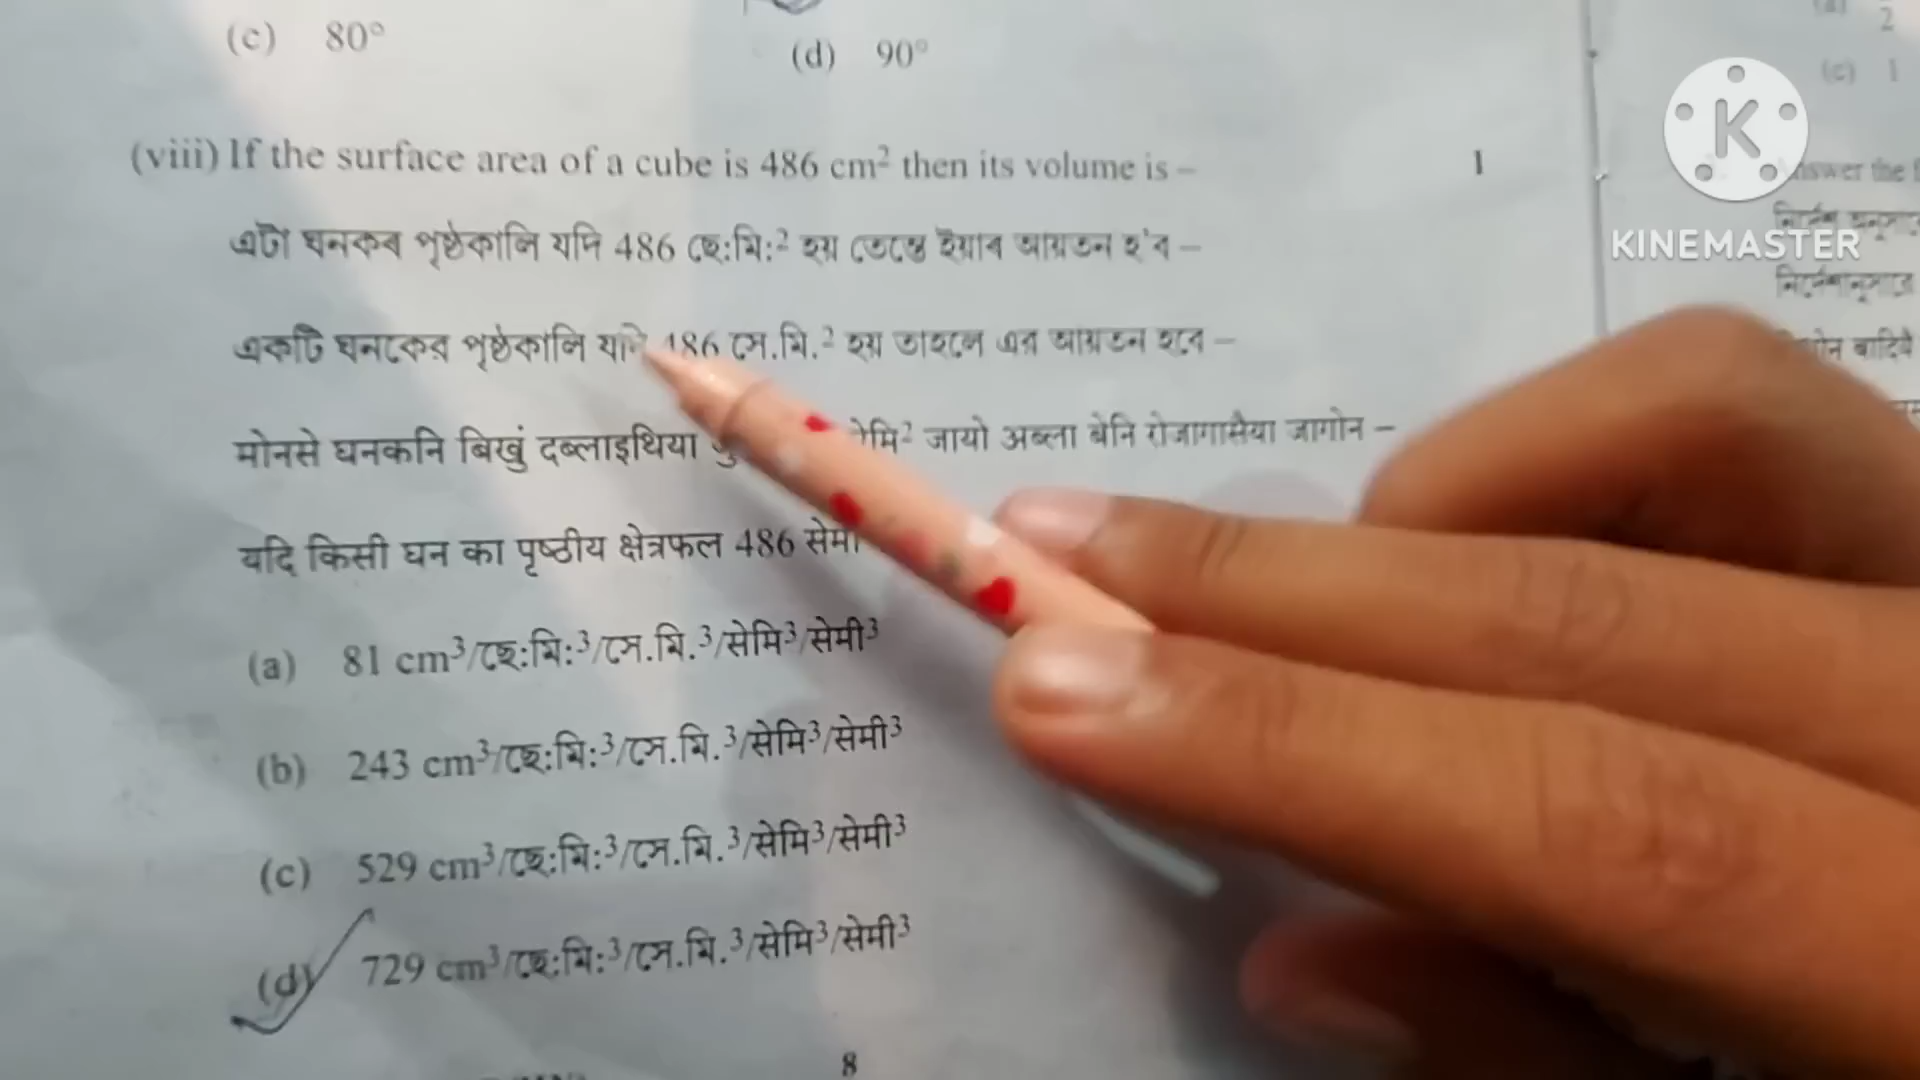 (c) 80° (d) 90°
2
(c) 1
(viii) If the surface area of a cube is 486 cm² then its volume is – 1
এটা ঘনকৰ পৃষ্ঠকালি যদি 486 ছে:মি:² হয় তেন্তে ইয়াৰ আয়তন হ'ব –
একটি ঘনকের পৃষ্ঠকালি যদি 486 সে.মি.² হয় তাহলে এর আয়তন হবে –
मोनसे घनकनि बिखुं दब्लाइथिया जायो अब्ला बेनि रोजागासैया जागोन –
यदि किसी घन का पृष्ठीय क्षेत्रफल 486 सेमी
(a) 81 cm³/ছে:মি:³/সে.মি.³/सेमि³/सेमी³
(b) 243 cm³/ছে:মি:³/সে.মি.³/सेमि³/सेमी³
(c) 529 cm³/ছে:মি:³/সে.মি.³/सेमि³/सेमी³
(d) 729 cm³/ছে:মি:³/সে.মি.³/सेमि³/सेमी³
8
K
KINEMASTER